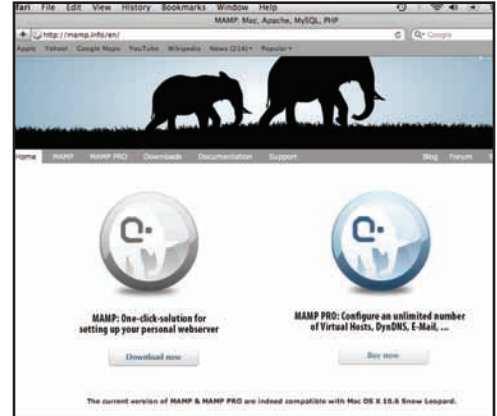 fari File Edit View History Bookmarks Window Help
MAMP: Mac, Apache, MySQL, PHP
http://mamp.info/en/
Google
Apple Yahoo! Google Maps YouTube Wikipedia News (214) Popular
Home MAMP MAMP PRO Downloads Documentation Support Blog Forum
MAMP: One-click-solution for
setting up your personal webserver
Download now
MAMP PRO: Configure an unlimited number
of Virtual Hosts, DynDNS, E-Mail, ...
Buy now
The current version of MAMP & MAMP PRO are indeed compatible with Mac OS X 10.6 Snow Leopard.